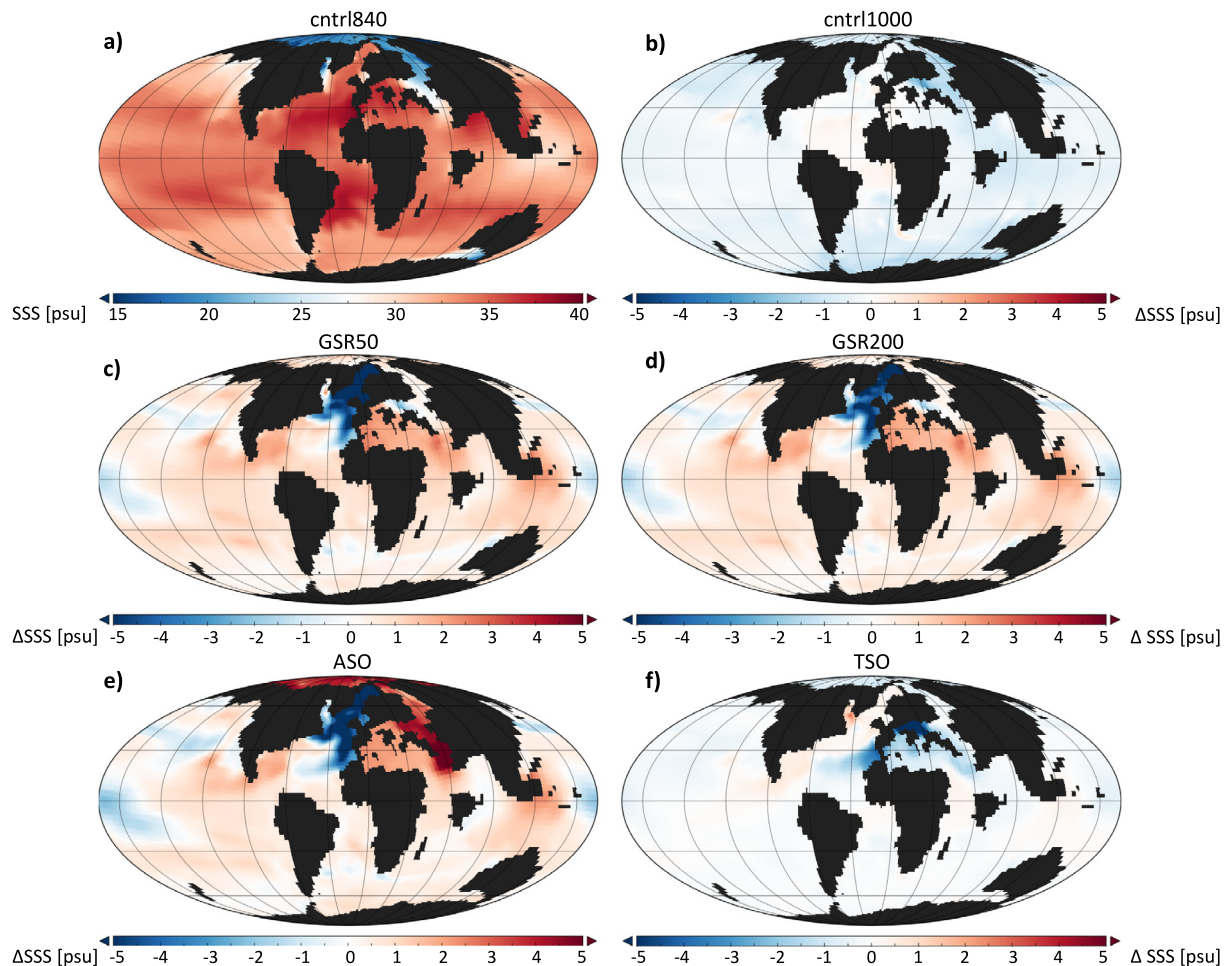 cntrl840
cntrl1000
a)
b)
SSS [psu]
15 20 25 30 35 40
-5 -4 -3 -2 -1 0 1 2 3 4 5
ΔSSS [psu]
GSR50
GSR200
c)
d)
ΔSSS [psu]
-5 -4 -3 -2 -1 0 1 2 3 4 5
-5 -4 -3 -2 -1 0 1 2 3 4 5
Δ SSS [psu]
ASO
TSO
e)
f)
ΔSSS [psu]
-5 -4 -3 -2 -1 0 1 2 3 4 5
-5 -4 -3 -2 -1 0 1 2 3 4 5
Δ SSS [psu]